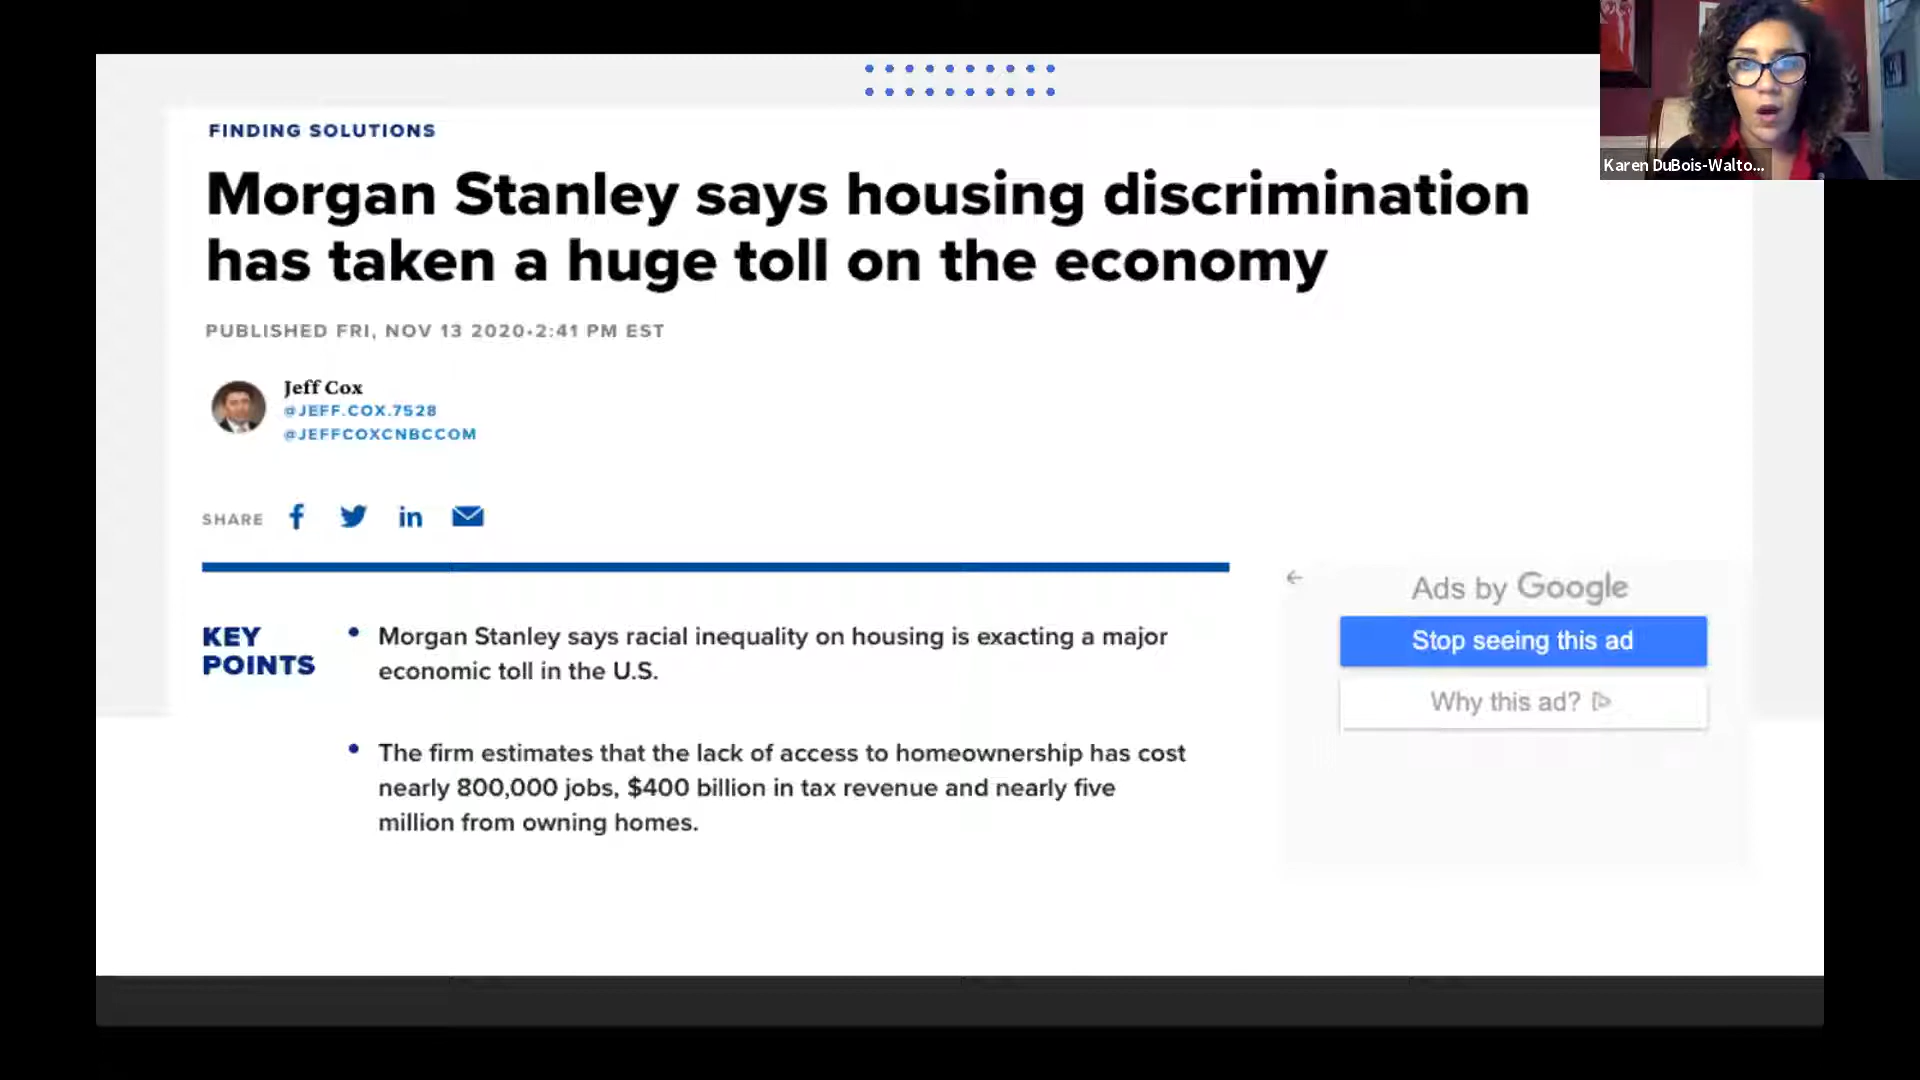 Karen DuBois-Walto...
FINDING SOLUTIONS
Morgan Stanley says housing discrimination
has taken a huge toll on the economy
PUBLISHED FRI, NOV 13 2020•2:41 PM EST
Jeff Cox
@JEFF.COX.7528
@JEFFCOXCNBCCOM
SHARE
KEY
POINTS
• Morgan Stanley says racial inequality on housing is exacting a major
economic toll in the U.S.
• The firm estimates that the lack of access to homeownership has cost
nearly 800,000 jobs, $400 billion in tax revenue and nearly five
million from owning homes.
Ads by Google
Stop seeing this ad
Why this ad?